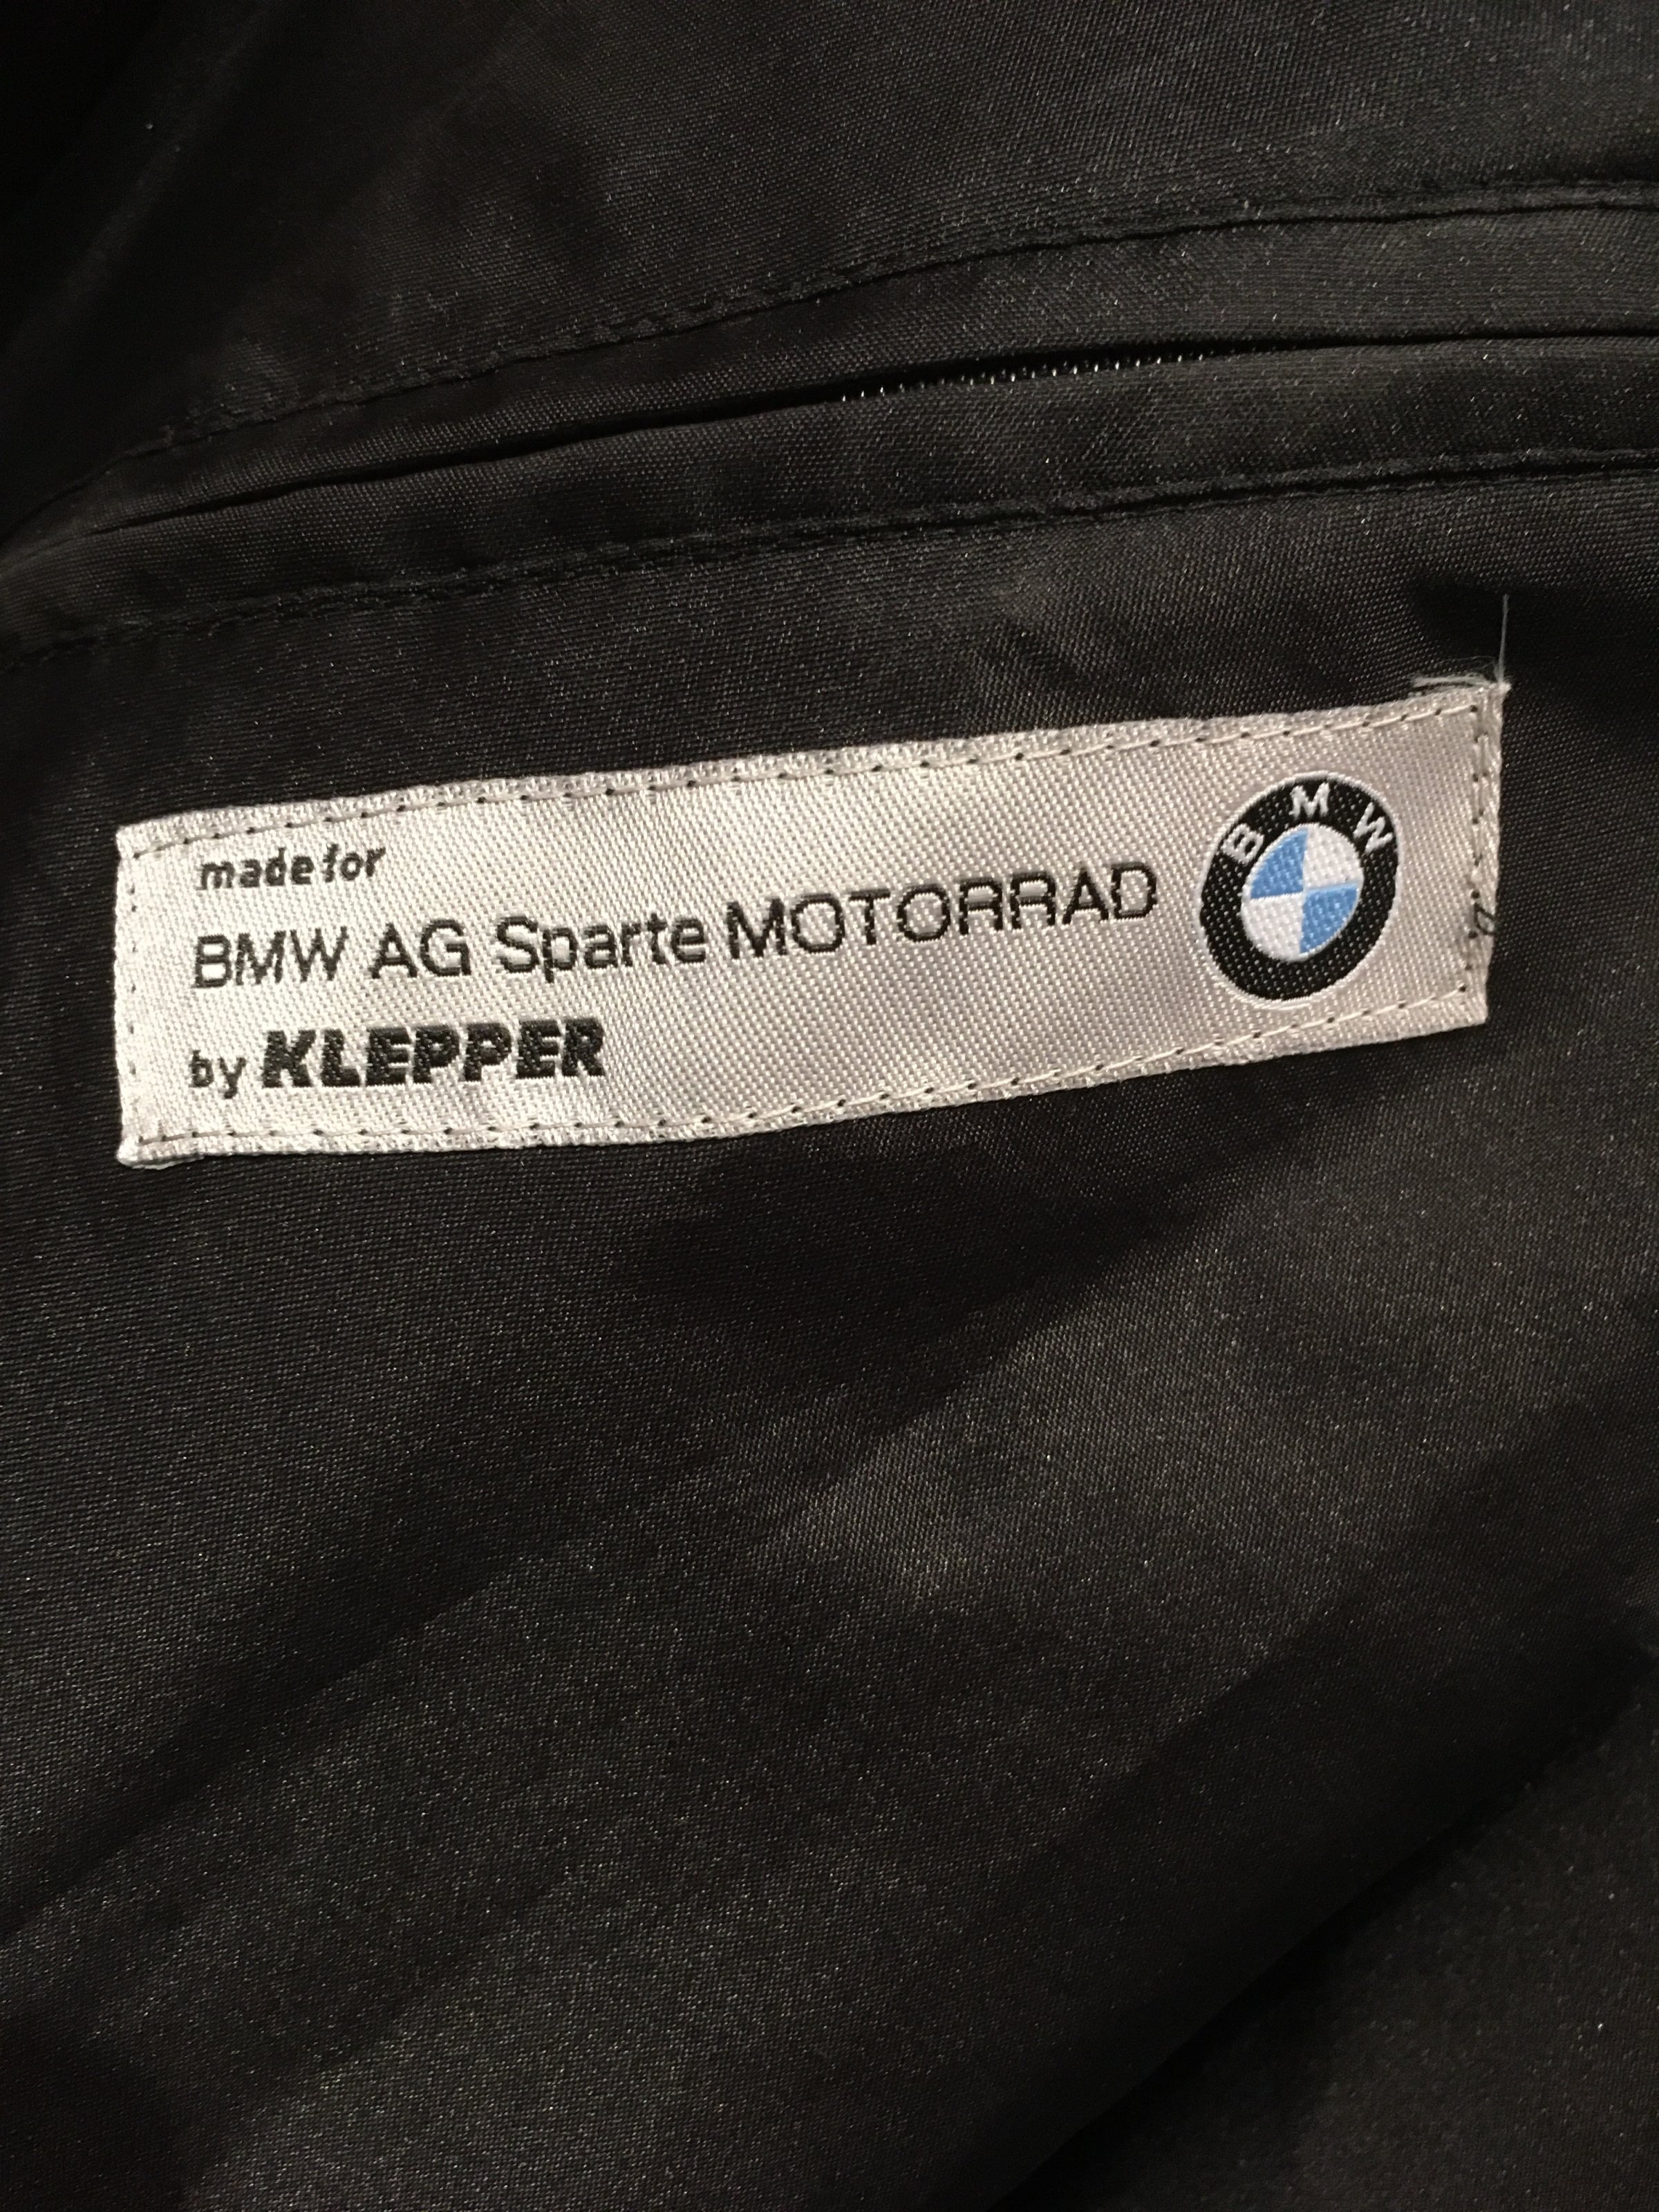 made for
BMW AG Sparte MOTORRAD
by KLEPPER
BMW